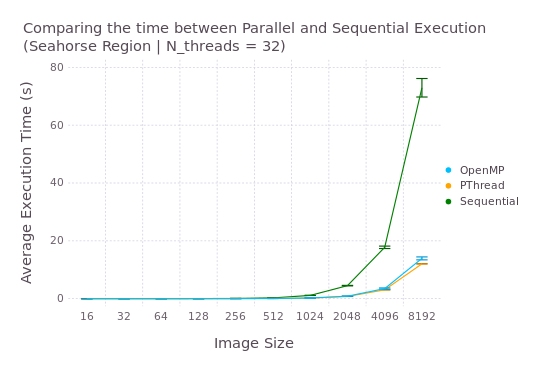 Comparing the time between Parallel and Sequential Execution
(Seahorse Region | N_threads = 32)
Average Execution Time (s)
80
60
40
20
0
16 32 64 128 256 512 1024 2048 4096 8192
Image Size
OpenMP
PThread
Sequential